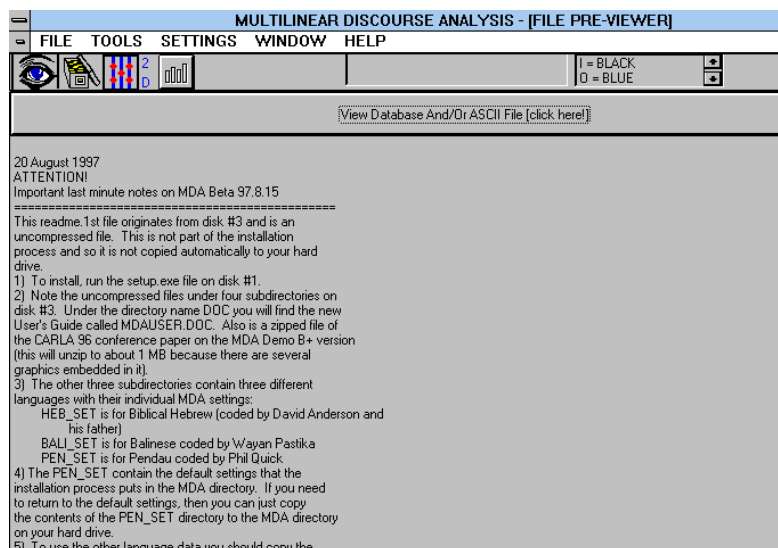 MULTILINEAR DISCOURSE ANALYSIS - [FILE PRE-VIEWER]
FILE TOOLS SETTINGS WINDOW HELP
2
D
I = BLACK
O = BLUE
View Database And/Or ASCII File [click here!]
20 August 1997
ATTENTION!
Important last minute notes on MDA Beta 97.8.15
===============================================
This readme.1st file originates from disk #3 and is an
uncompressed file. This is not part of the installation
process and so it is not copied automatically to your hard
drive.
1) To install, run the setup.exe file on disk #1.
2) Note the uncompressed files under four subdirectories on
disk #3. Under the directory name DOC you will find the new
User's Guide called MDAUSER.DOC. Also is a zipped file of
the CARLA 96 conference paper on the MDA Demo B+ version
(this will unzip to about 1 MB because there are several
graphics embedded in it).
3) The other three subdirectories contain three different
languages with their individual MDA settings:
HEB_SET is for Biblical Hebrew (coded by David Anderson and
his father)
BALI_SET is for Balinese coded by Wayan Pastika
PEN_SET is for Pendau coded by Phil Quick
4) The PEN_SET contain the default settings that the
installation process puts in the MDA directory. If you need
to return to the default settings, then you can just copy
the contents of the PEN_SET directory to the MDA directory
on your hard drive.
5) To use the other language data you should copy the